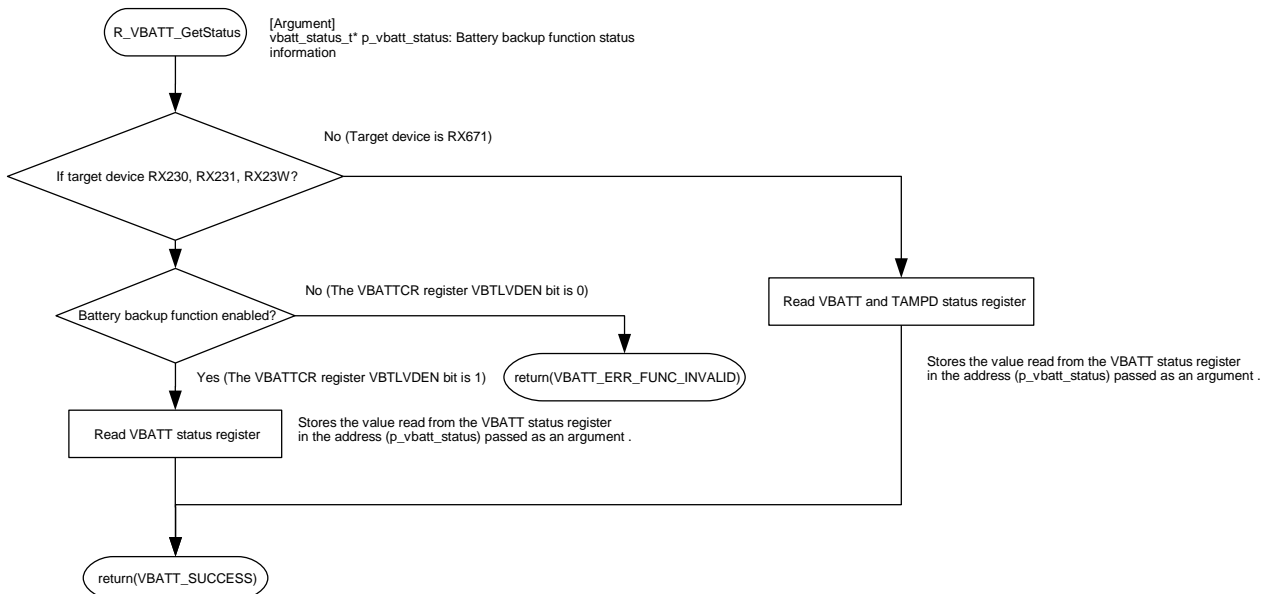 R_VBATT_GetStatus
[Argument]
vbatt_status_t* p_vbatt_status: Battery backup function status
information
No (Target device is RX671)
If target device RX230, RX231, RX23W?
No (The VBATTCR register VBTLVDEN bit is 0)
Battery backup function enabled?
Read VBATT and TAMPD status register
Yes (The VBATTCR register VBTLVDEN bit is 1)
return(VBATT_ERR_FUNC_INVALID)
Stores the value read from the VBATT status register
in the address (p_vbatt_status) passed as an argument .
Read VBATT status register
Stores the value read from the VBATT status register
in the address (p_vbatt_status) passed as an argument .
return(VBATT_SUCCESS)